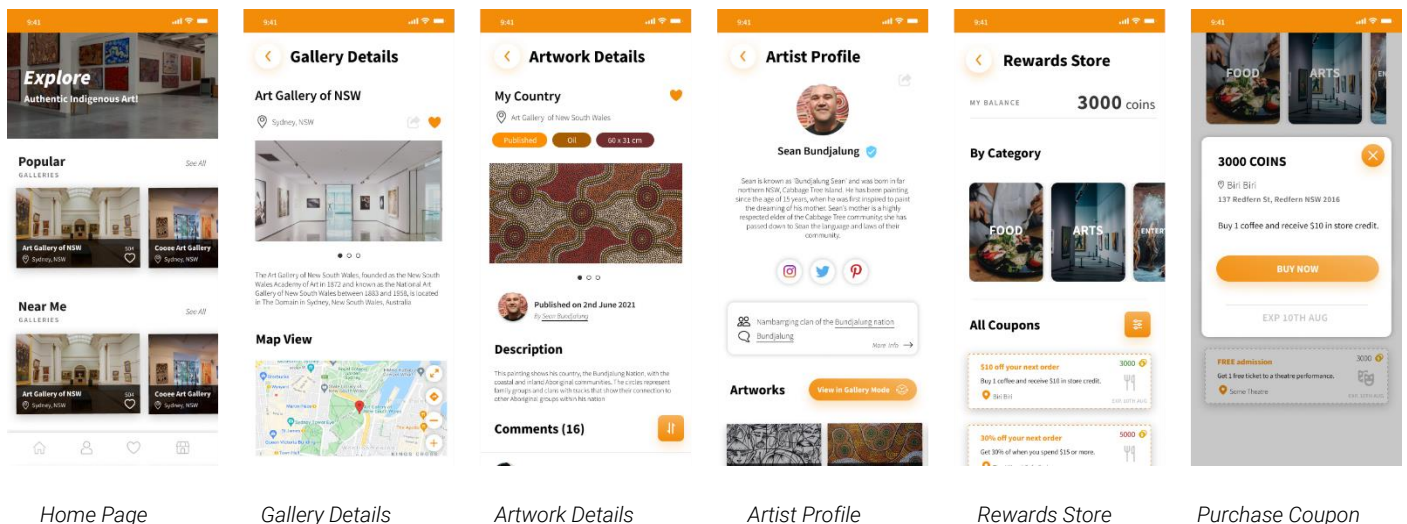 9:41
Explore
Authentic Indigenous Art!
Popular
See All
GALLERIES
Art Gallery of NSW
504
Sydney, NSW
Cooee Art Gallery
Sydney, NSW
Near Me
See All
GALLERIES
Art Gallery of NSW
504
Sydney, NSW
Cooee Art Gallery
Sydney, NSW
Home Page
9:41
Gallery Details
Art Gallery of NSW
Sydney, NSW
The Art Gallery of New South Wales, founded as the New South
Wales Academy of Art in 1872 and known as the National Art
Gallery of New South Wales between 1883 and 1958, is located
in The Domain in Sydney, New South Wales, Australia
Map View
KINGS CROSS
Gallery Details
9:41
Artwork Details
My Country
Art Gallery of New South Wales
Published
Oil
60 x 31 cm
Published on 2nd June 2021
By Sean Bundjalung
Description
This painting shows his country, the Bundjalung Nation, with the
coastal and inland Aboriginal communities. The circles represent
family groups and clans with tracks that show their connection to
other Aboriginal groups within his nation
Comments (16)
Artwork Details
9:41
Artist Profile
Sean Bundjalung
Sean is known as 'Bundjalung Sean' and was born in far
northern NSW, Cabbage Tree Island. He has been painting
since the age of 15 years, when he was first inspired to paint
the dreaming of his mother. Sean's mother is a highly
respected elder of the Cabbage Tree community; she has
passed down to Sean the language and laws of their
community.
Nambarrging clan of the Bundjalung nation
Bundjalung
More Info
Artworks
View in Gallery Mode
Artist Profile
9:41
Rewards Store
MY BALANCE
3000 coins
By Category
FOOD
ARTS
ENTER
All Coupons
$10 off your next order
3000
Buy 1 coffee and receive $10 in store credit.
Biri Biri
EXP 10TH AUG
30% off your next order
5000
Get 30% of when you spend $15 or more.
Rewards Store
9:41
FOOD
ARTS
EN
3000 COINS
Biri Biri
137 Redfern St, Redfern NSW 2016
Buy 1 coffee and receive $10 in store credit.
BUY NOW
EXP 10TH AUG
FREE admission
3000
Get 1 free ticket to a theatre performance.
Some Theatre
EXP 10TH AUG
Purchase Coupon